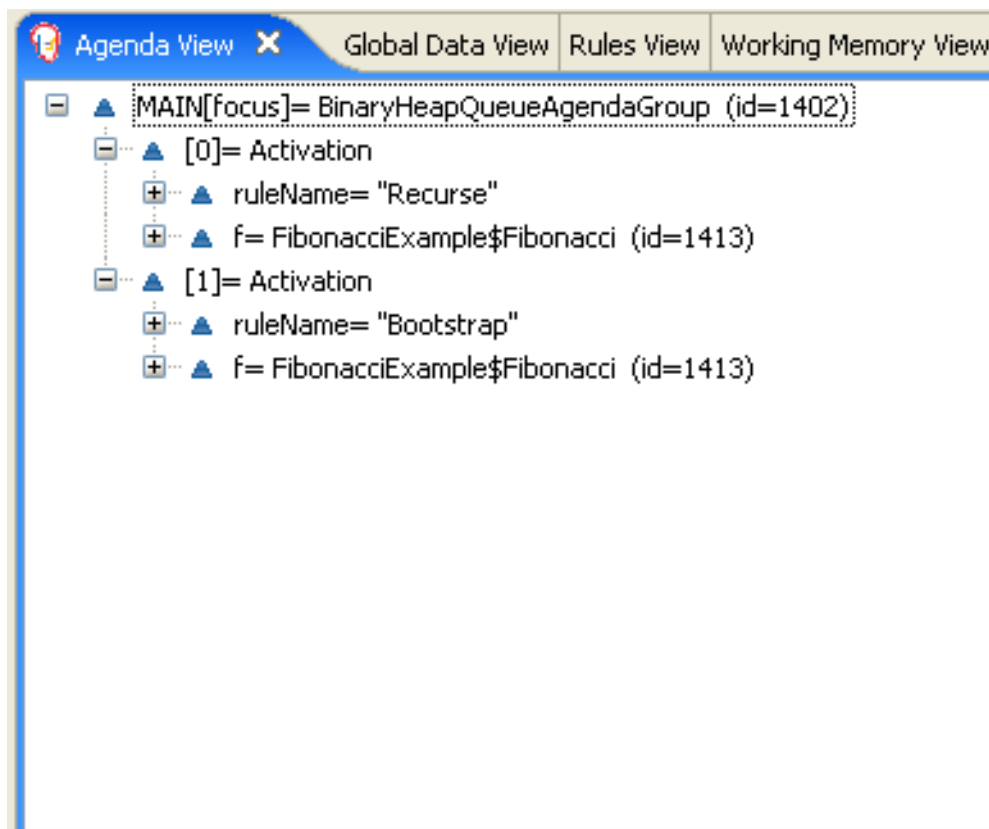 Agenda View Global Data View Rules View Working Memory View
MAIN[focus]= BinaryHeapQueueAgendaGroup (id=1402)
[0]= Activation
ruleName= "Recurse"
f= FibonacciExample$Fibonacci (id=1413)
[1]= Activation
ruleName= "Bootstrap"
f= FibonacciExample$Fibonacci (id=1413)